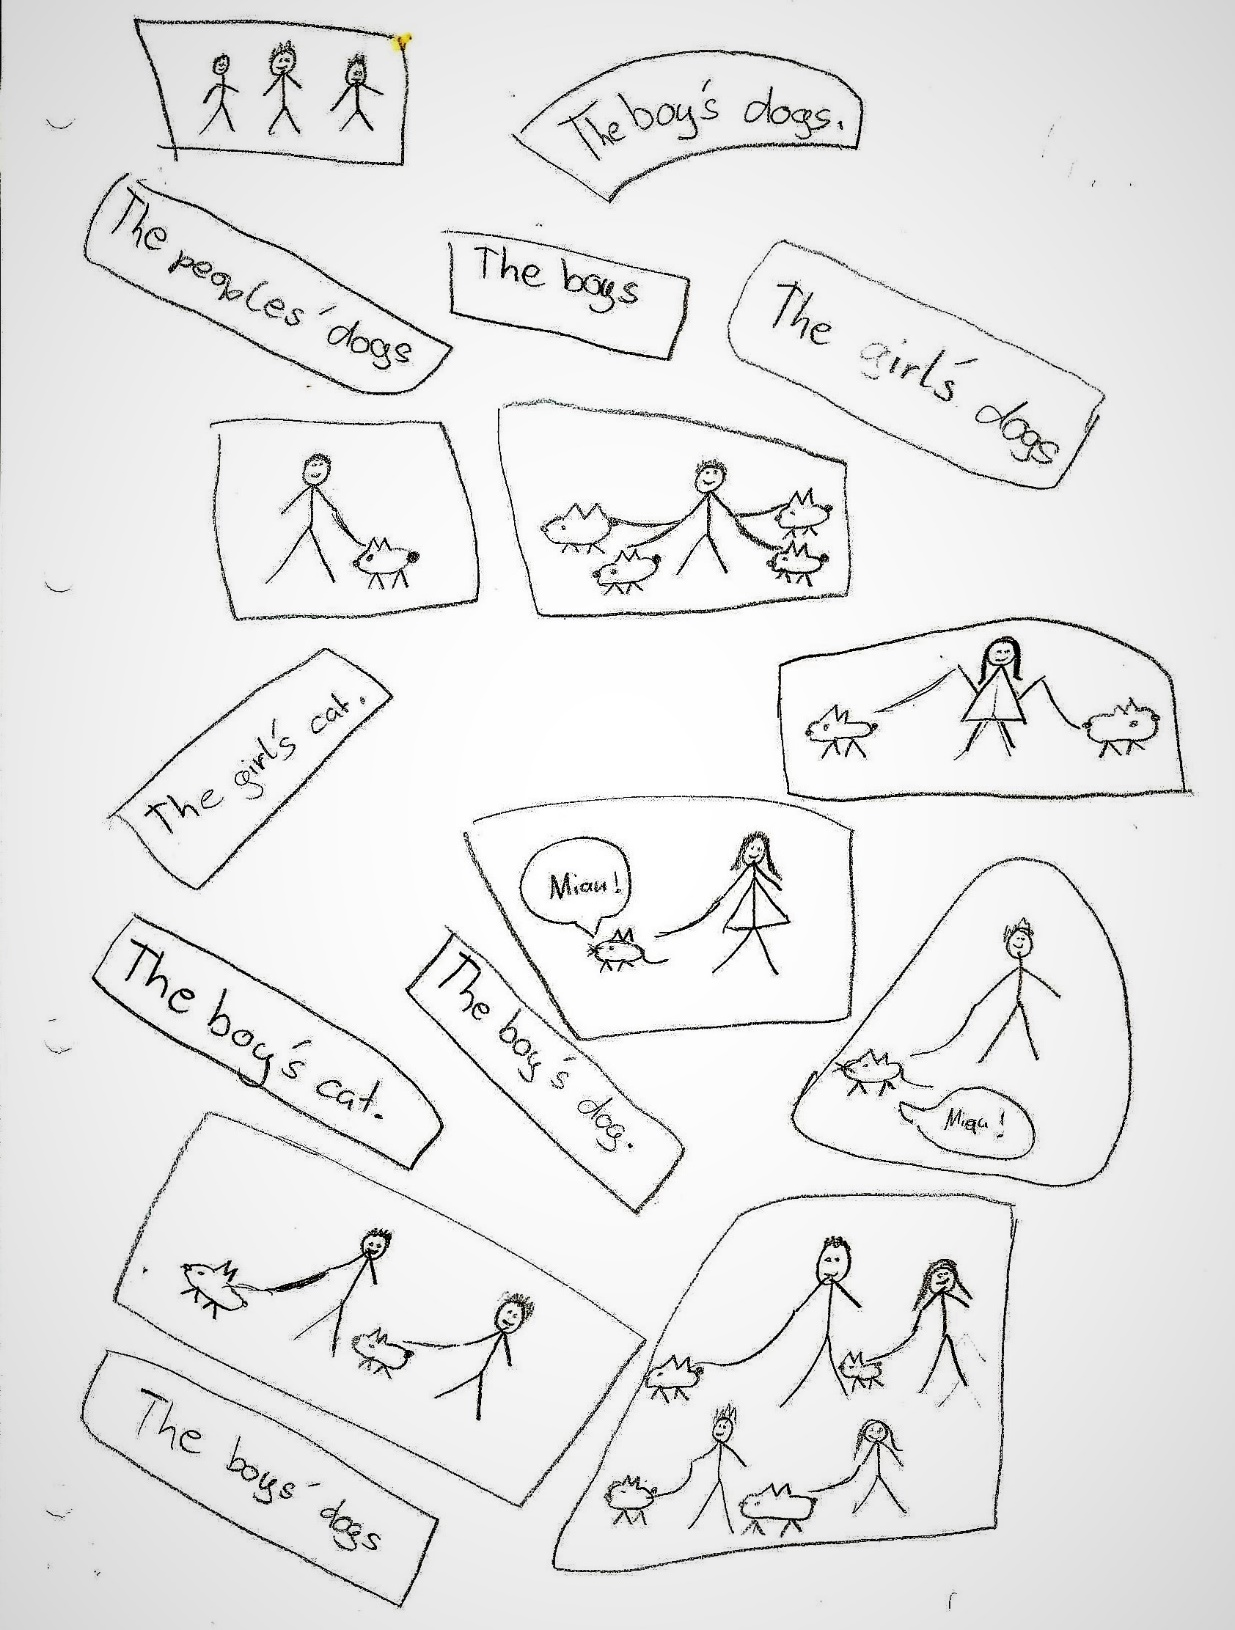 The boy's dogs.
The peoples' dogs
The boys
The girl's dogs
The girl's cat.
Miau!
The boy's cat.
The boy's dog.
Miau!
The boys' dogs